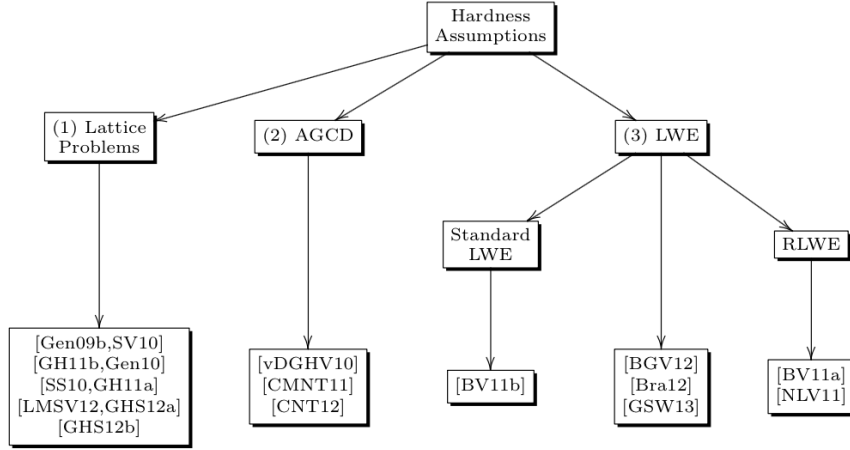 Hardness
Assumptions
(1) Lattice
Problems
(2) AGCD
(3) LWE
Standard
LWE
RLWE
[Gen09b,SV10]
[GH11b,Gen10]
[SS10,GH11a]
[LMSV12,GHS12a]
[GHS12b]
[vDGHV10]
[CMNT11]
[CNT12]
[BV11b]
[BGV12]
[Bra12]
[GSW13]
[BV11a]
[NLV11]